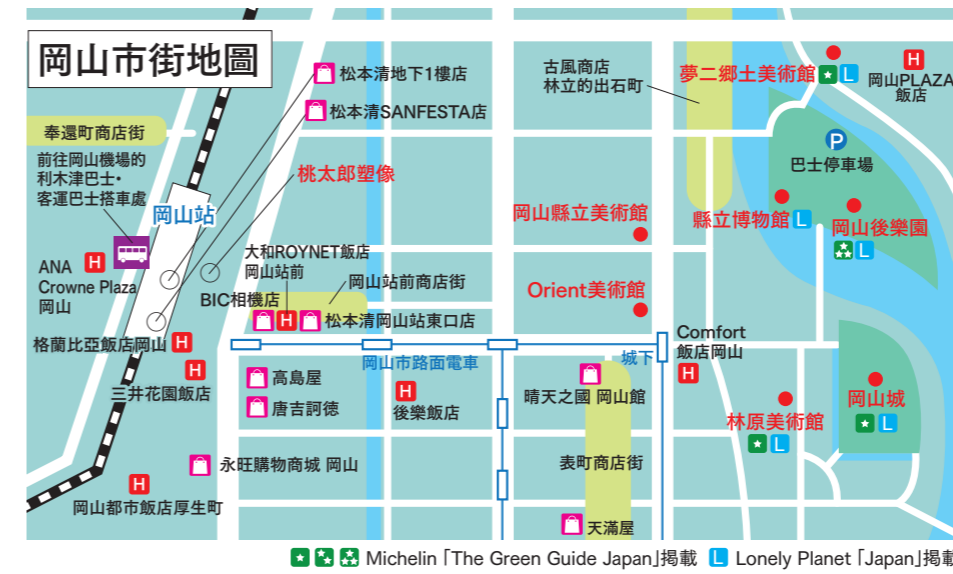 岡山市街地圖
松本清地下1樓店
松本清SANFESTA店
桃太郎塑像
奉還町商店街
前往岡山機場的
利木津巴士・
客運巴士搭車處
岡山站
ANA
Crowne Plaza
岡山
H
格蘭比亞飯店岡山
H
三井花園飯店
H
岡山都市飯店厚生町
H
大和ROYNET飯店
岡山站前
BIC相機店
H
岡山站前商店街
松本清岡山站東口店
岡山市路面電車
高島屋
唐吉訶德
永旺購物商城 岡山
H
後樂飯店
古風商店
林立的出石町
夢二鄉土美術館
L
H
岡山PLAZA
飯店
P
巴士停車場
岡山縣立美術館
縣立博物館
L
岡山後樂園
L
Orient美術館
城下
Comfort
飯店岡山
H
晴天之國 岡山館
表町商店街
天滿屋
林原美術館
L
岡山城
L
Michelin「The Green Guide Japan」掲載
L
Lonely Planet「Japan」掲載